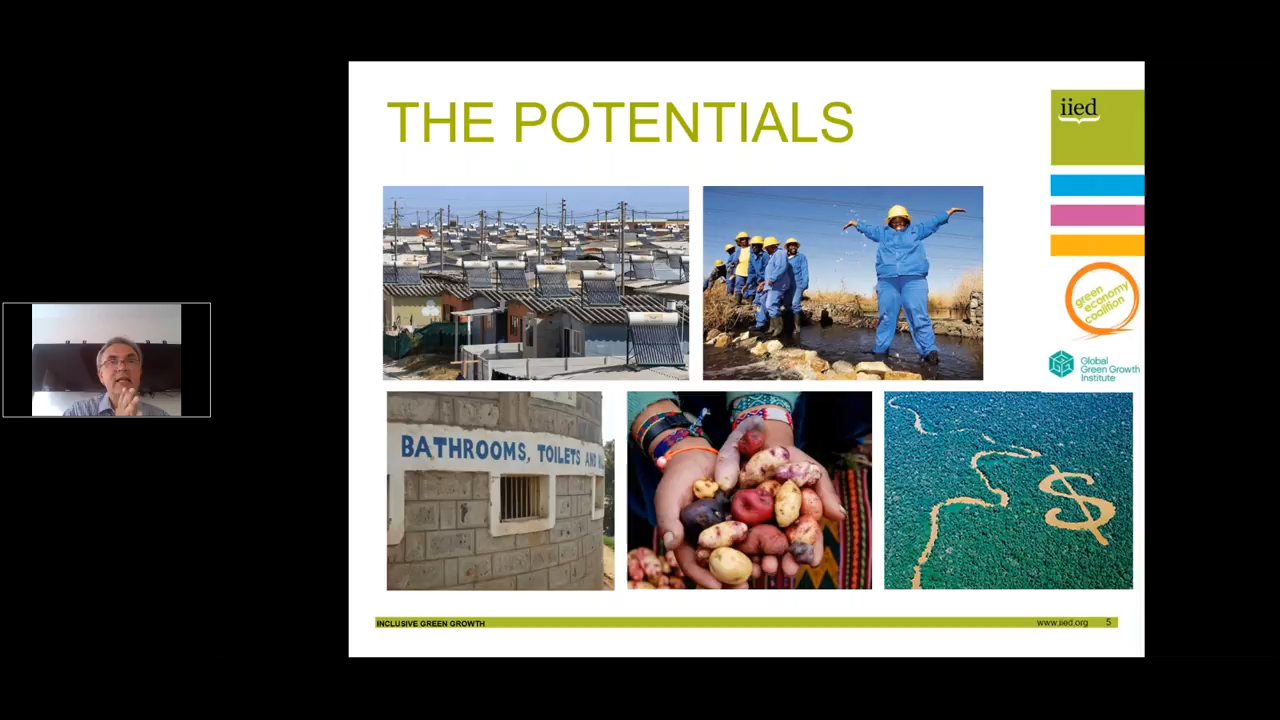 THE POTENTIALS
iied
green
economy
coalition
Global
Green Growth
Institute
BATHROOMS, TOILETS AND
$
INCLUSIVE GREEN GROWTH
www.iied.org 5